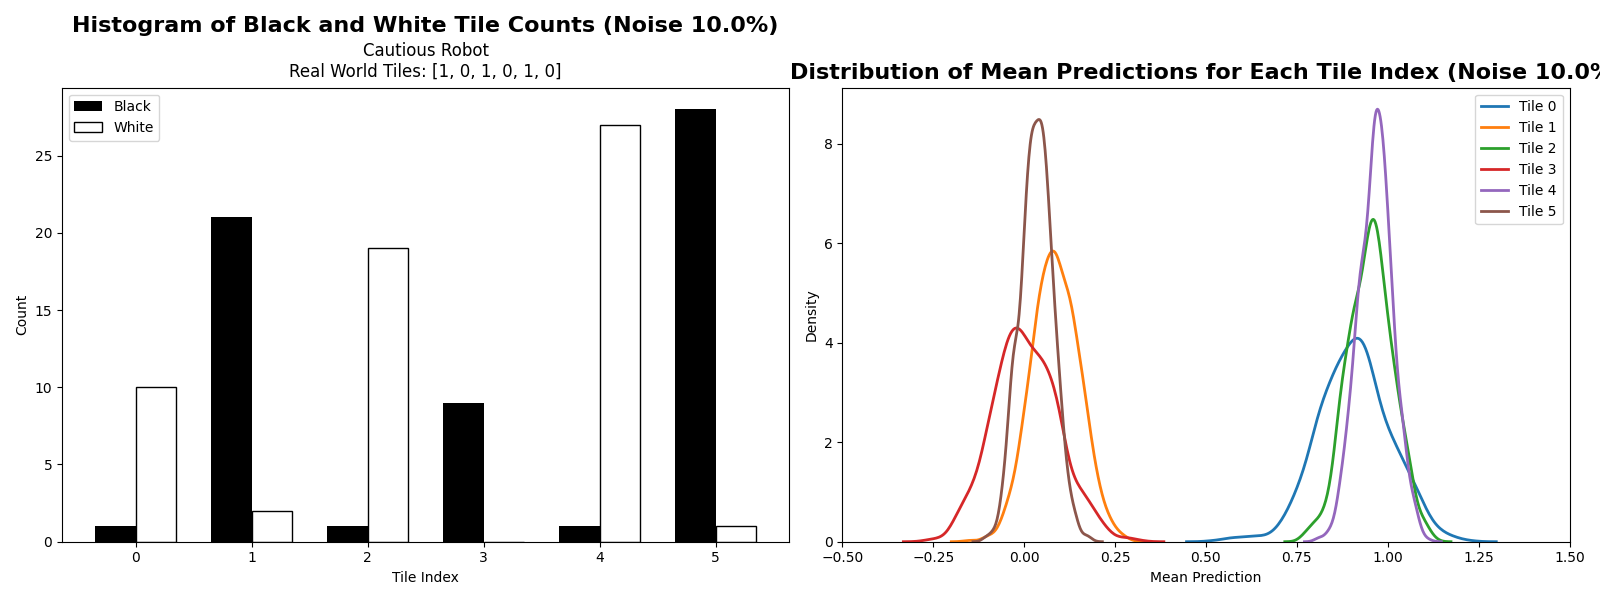 Histogram of Black and White Tile Counts (Noise 10.0%)
Cautious Robot
Real World Tiles: [1, 0, 1, 0, 1, 0]
Black
White
25
20
15
10
5
0
Count
0 1 2 3 4 5
Tile Index
Distribution of Mean Predictions for Each Tile Index (Noise 10.0%
Tile 0
Tile 1
Tile 2
Tile 3
Tile 4
Tile 5
8
6
4
2
0
Density
−0.50 −0.25 0.00 0.25 0.50 0.75 1.00 1.25 1.50
Mean Prediction